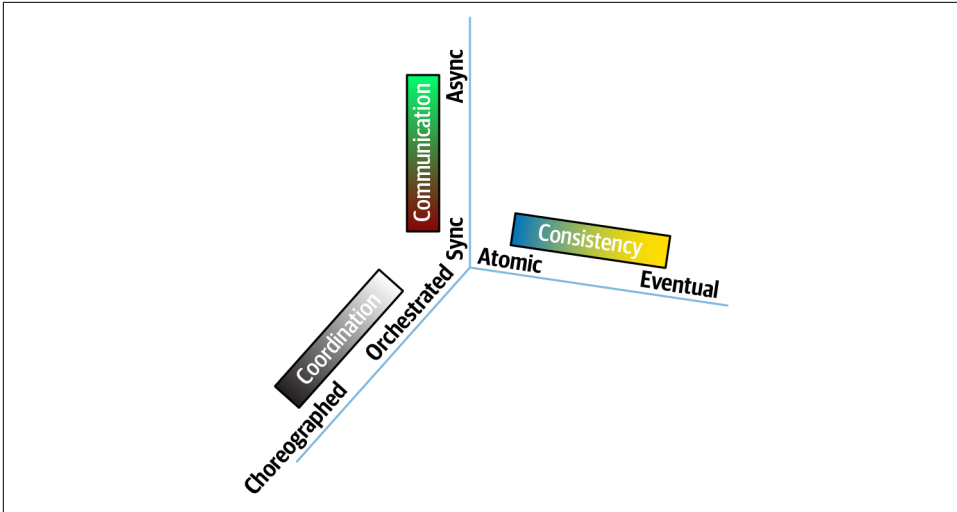 Async
Communication
Sync
Consistency
Atomic
Eventual
Orchestrated
Coordination
Choreographed